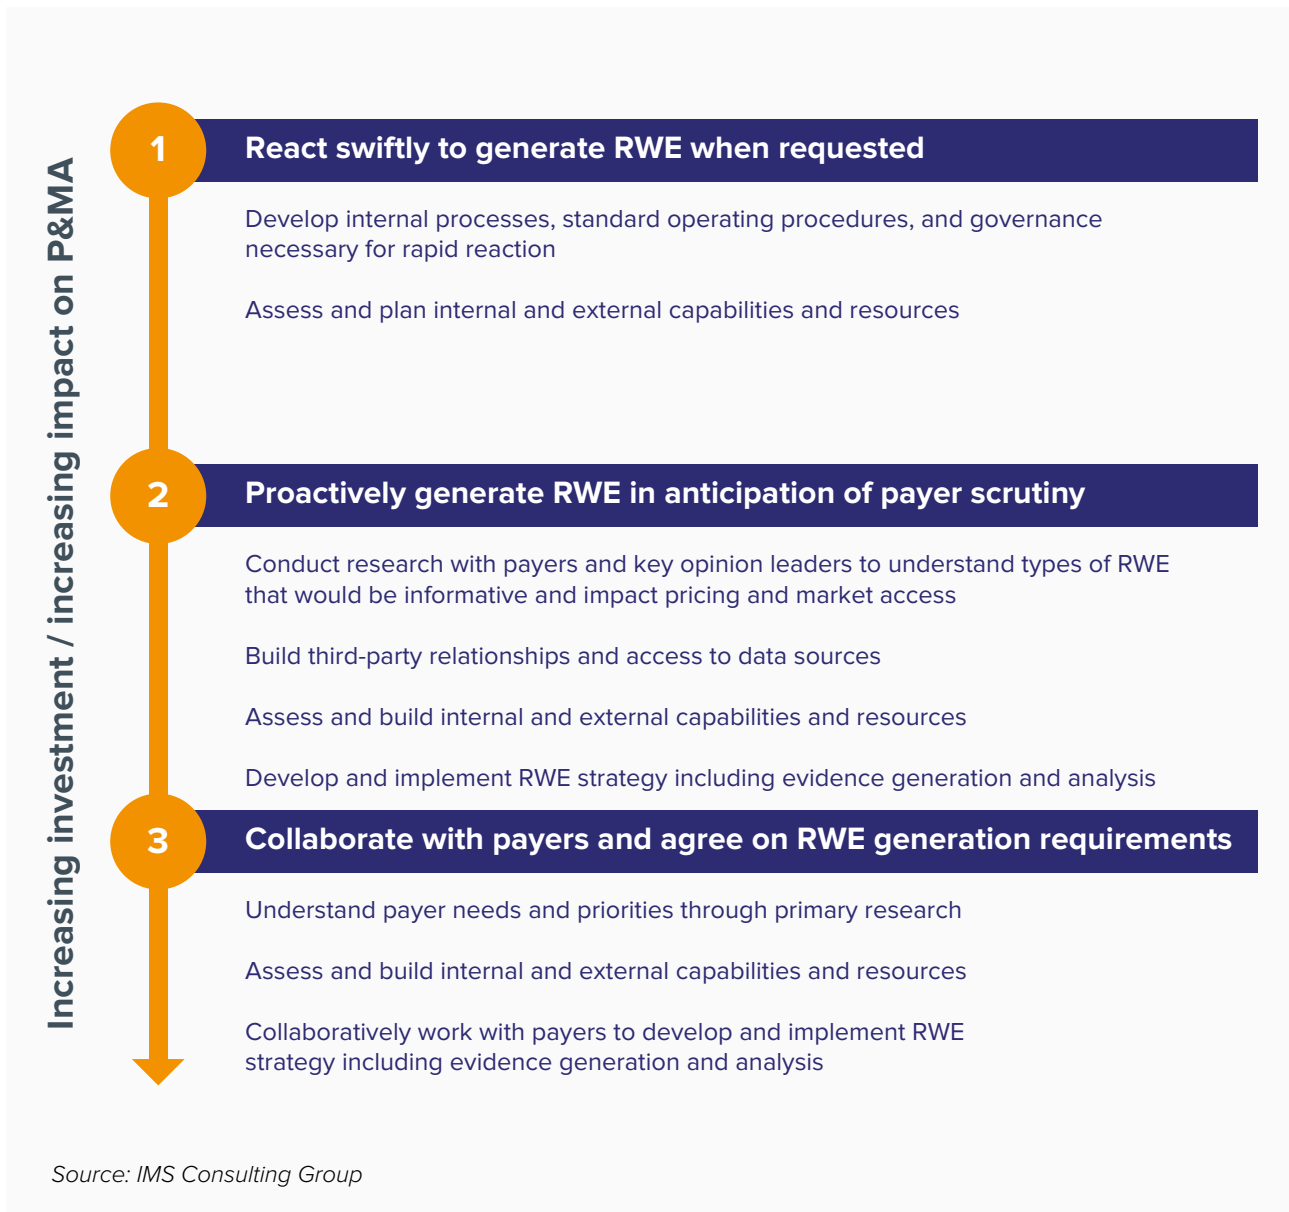 Increasing investment / increasing impact on P&MA
1
React swiftly to generate RWE when requested
Develop internal processes, standard operating procedures, and governance
necessary for rapid reaction
Assess and plan internal and external capabilities and resources
2
Proactively generate RWE in anticipation of payer scrutiny
Conduct research with payers and key opinion leaders to understand types of RWE
that would be informative and impact pricing and market access
Build third-party relationships and access to data sources
Assess and build internal and external capabilities and resources
Develop and implement RWE strategy including evidence generation and analysis
3
Collaborate with payers and agree on RWE generation requirements
Understand payer needs and priorities through primary research
Assess and build internal and external capabilities and resources
Collaboratively work with payers to develop and implement RWE
strategy including evidence generation and analysis
Source: IMS Consulting Group